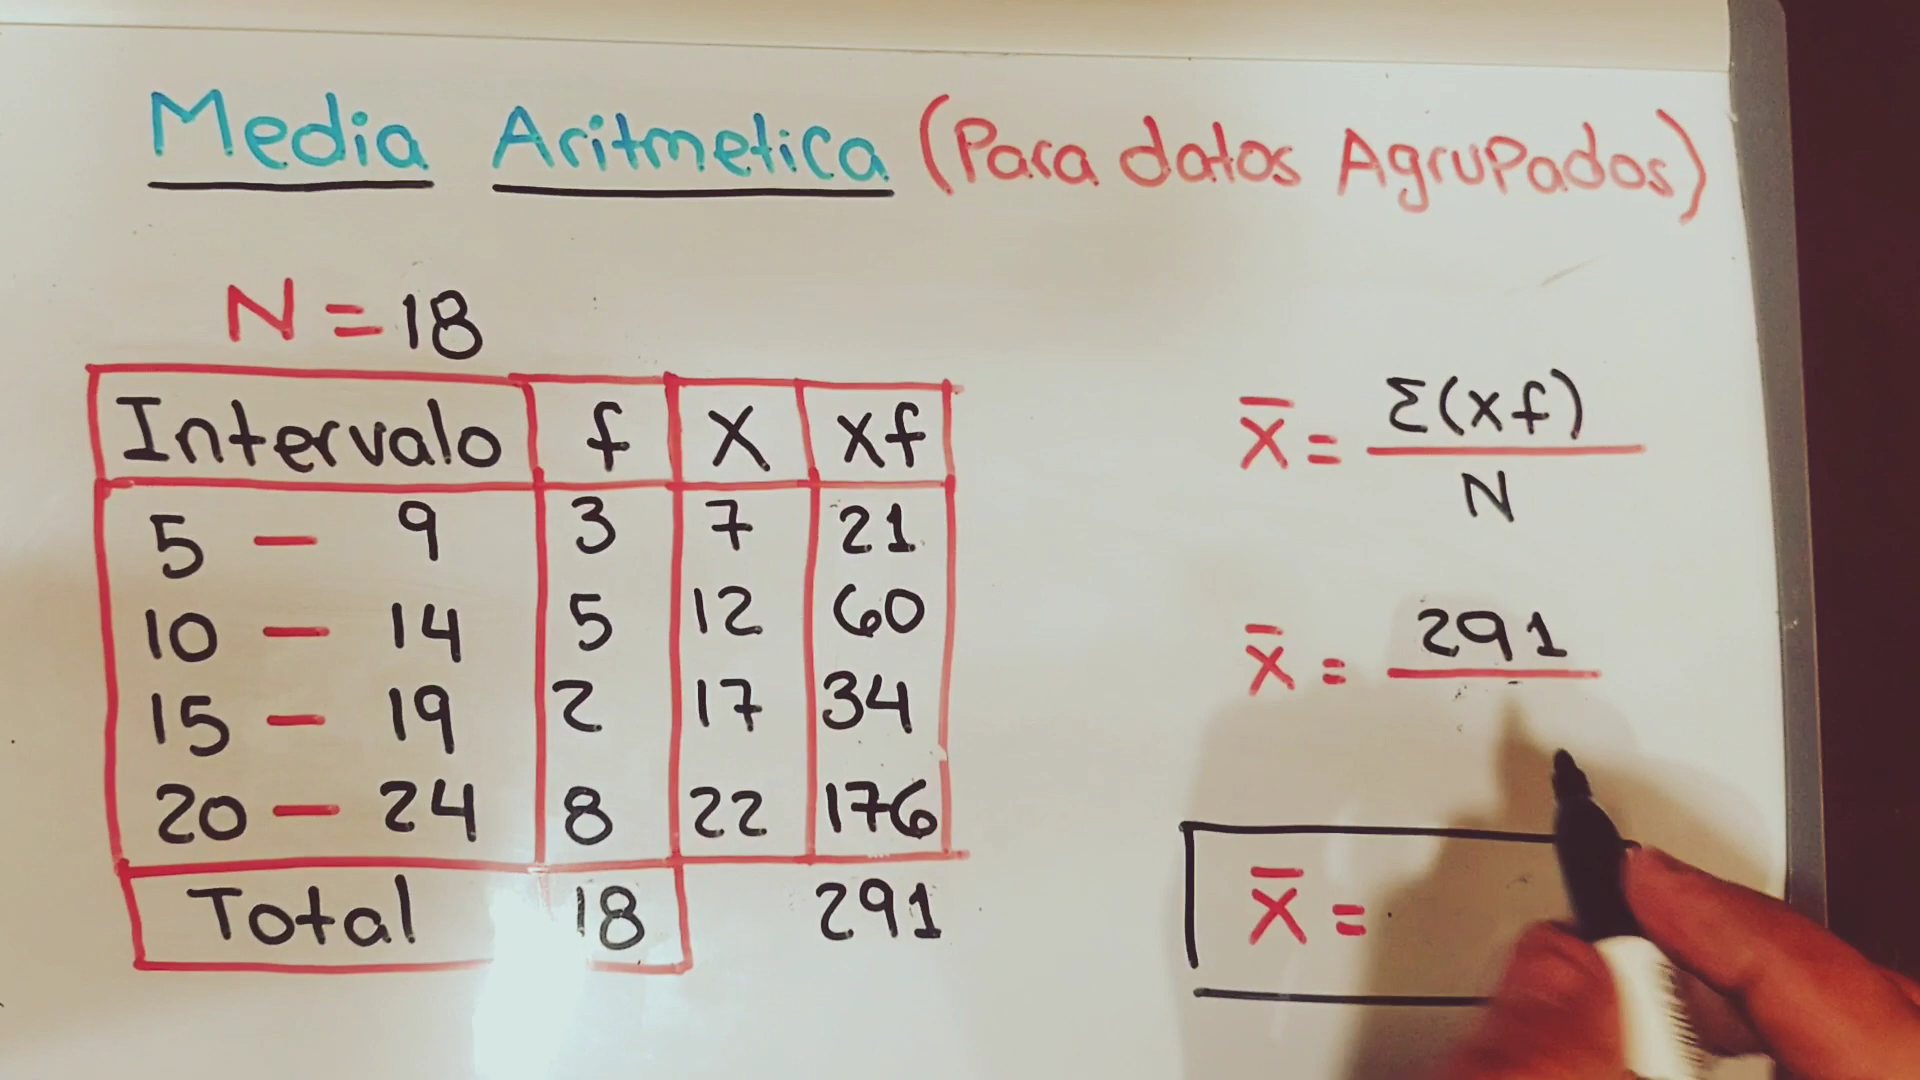 Media Aritmetica (Para datos Agrupados)
N = 18
Intervalo f X xf
5 - 9 3 7 21
10 - 14 5 12 60
15 - 19 2 17 34
20 - 24 8 22 176
Total 18 291
x̄ = Σ(xf)
N
x̄ = 291
x̄ =